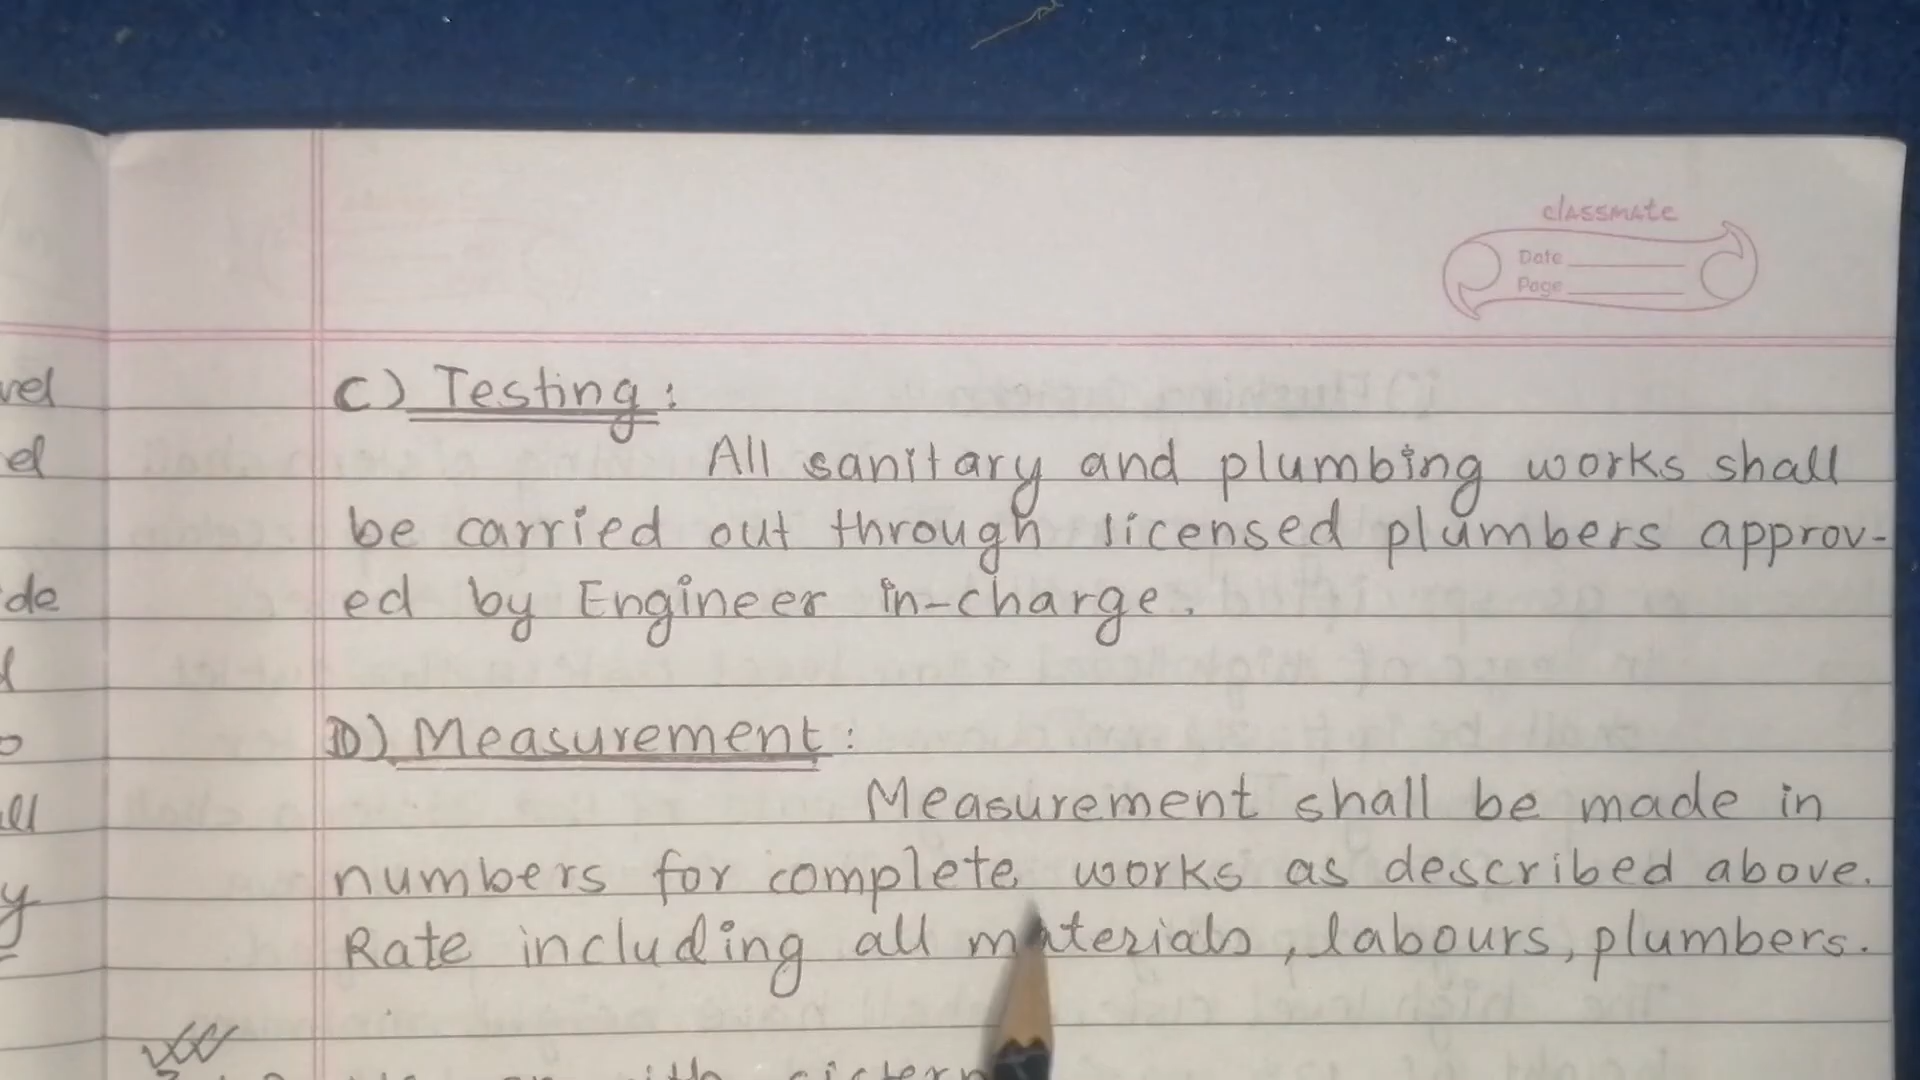 classmate
Date
Page
C) Testing :
All sanitary and plumbing works shall
be carried out through licensed plumbers approv-
ed by Engineer in-charge.
D) Measurement :
Measurement shall be made in
numbers for complete works as described above.
Rate including all materials, labours, plumbers.